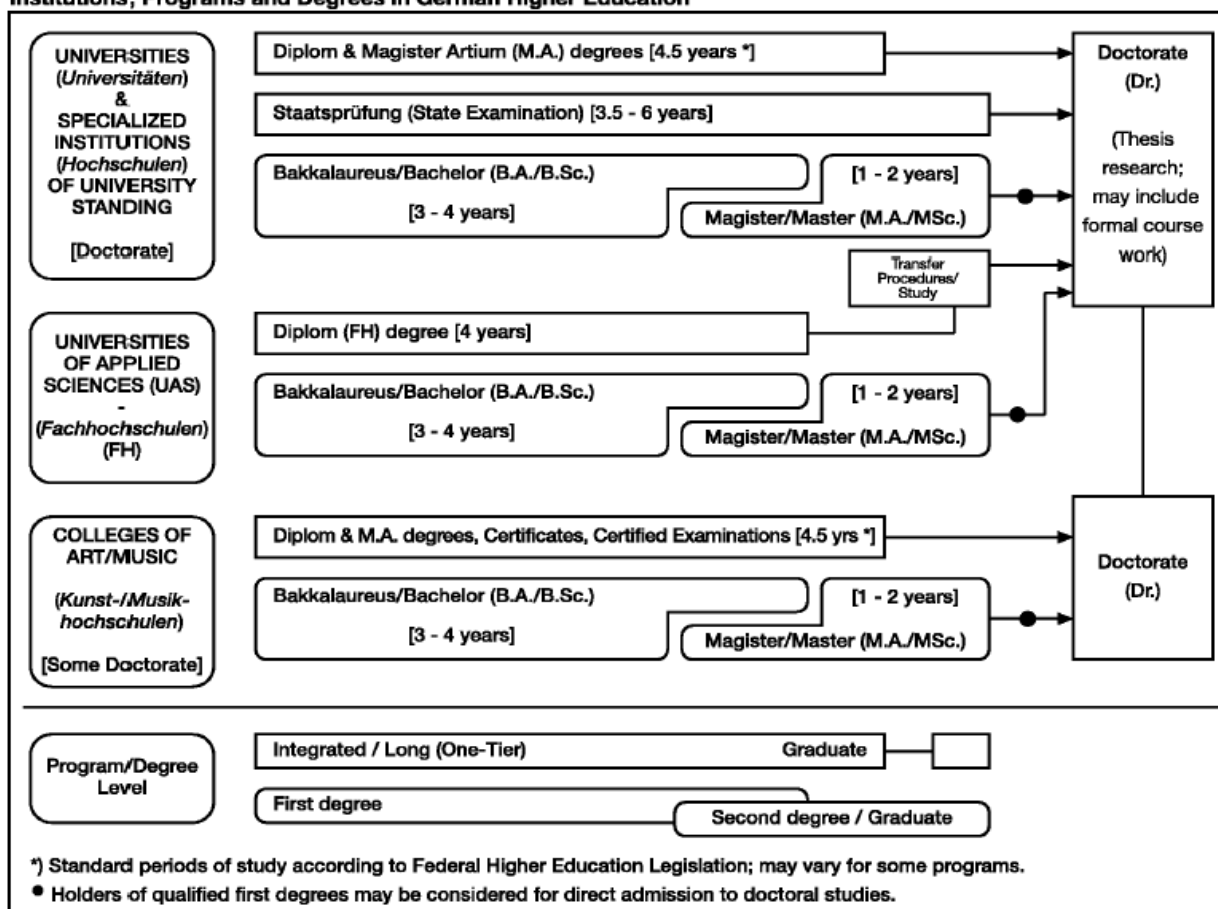 Institutions, Programs and Degrees in German Higher Education
UNIVERSITIES
(Universitäten)
&
SPECIALIZED
INSTITUTIONS
(Hochschulen)
OF UNIVERSITY
STANDING
[Doctorate]
Diplom & Magister Artium (M.A.) degrees [4.5 years *]
Staatsprüfung (State Examination) [3.5 - 6 years]
Bakkalaureus/Bachelor (B.A./B.Sc.)
[3 - 4 years]
[1 - 2 years]
Magister/Master (M.A./MSc.)
Doctorate
(Dr.)
(Thesis
research;
may include
formal course
work)
Transfer
Procedures/
Study
UNIVERSITIES
OF APPLIED
SCIENCES (UAS)
-
(Fachhochschulen)
(FH)
Diplom (FH) degree [4 years]
Bakkalaureus/Bachelor (B.A./B.Sc.)
[3 - 4 years]
[1 - 2 years]
Magister/Master (M.A./MSc.)
COLLEGES OF
ART/MUSIC
(Kunst-/Musik-
hochschulen)
[Some Doctorate]
Diplom & M.A. degrees, Certificates, Certified Examinations [4.5 yrs *]
Bakkalaureus/Bachelor (B.A./B.Sc.)
[3 - 4 years]
[1 - 2 years]
Magister/Master (M.A./MSc.)
Doctorate
(Dr.)
Program/Degree
Level
Integrated / Long (One-Tier) Graduate
First degree
Second degree / Graduate
*) Standard periods of study according to Federal Higher Education Legislation; may vary for some programs.
● Holders of qualified first degrees may be considered for direct admission to doctoral studies.